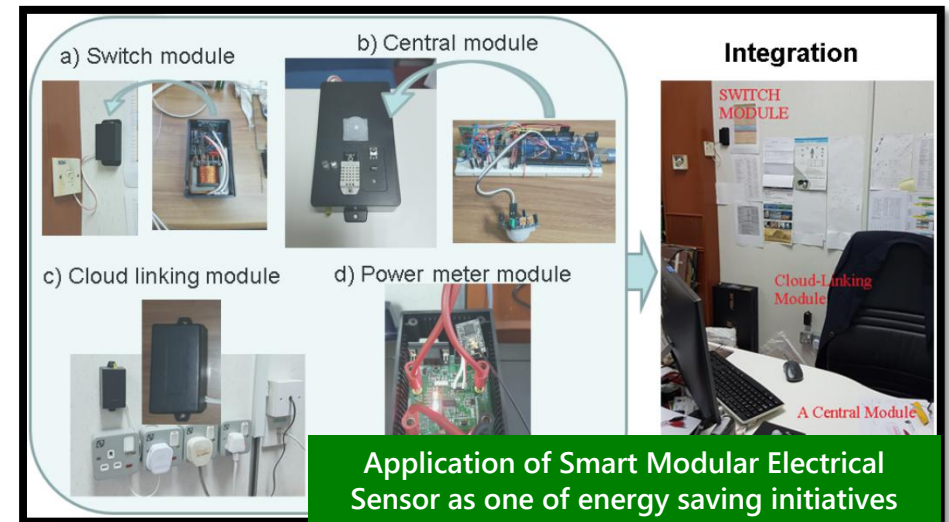 a) Switch module
b) Central module
Integration
SWITCH
MODULE
c) Cloud linking module
d) Power meter module
Cloud-Linking
Module
A Central Module
Application of Smart Modular Electrical
Sensor as one of energy saving initiatives